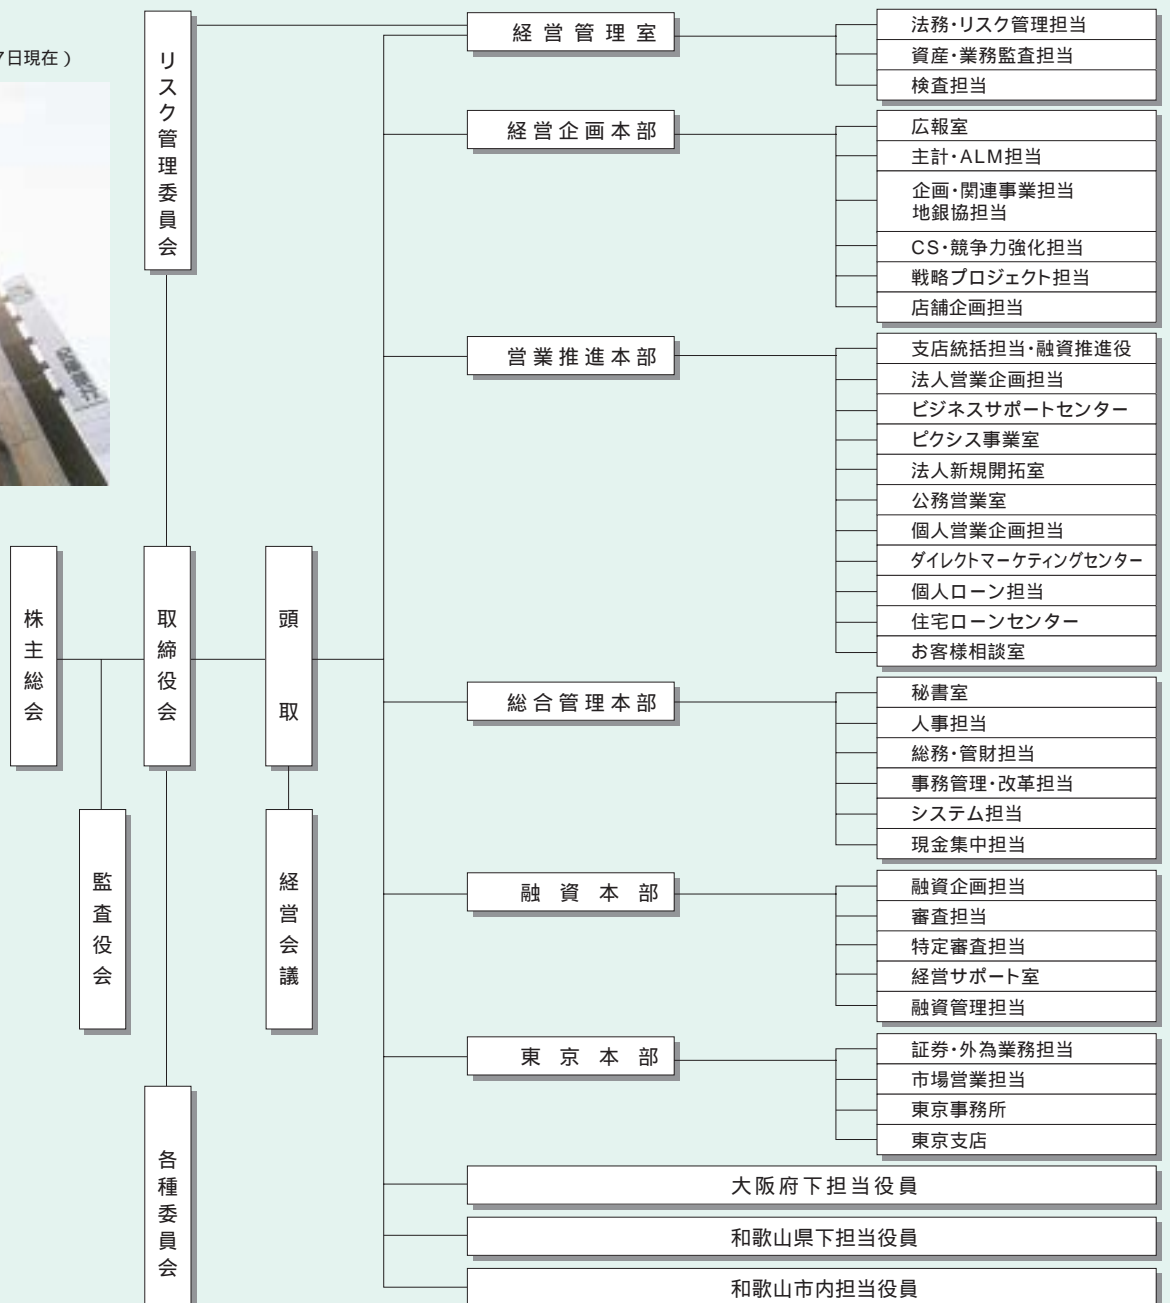 7日現在）
リスク管理委員会
株主総会
取締役会
頭取
監査役会
経営会議
各種委員会
経営管理室
法務・リスク管理担当
資産・業務監査担当
検査担当
経営企画本部
広報室
主計・ALM担当
企画・関連事業担当
地銀協担当
CS・競争力強化担当
戦略プロジェクト担当
店舗企画担当
営業推進本部
支店統括担当・融資推進役
法人営業企画担当
ビジネスサポートセンター
ピクシス事業室
法人新規開拓室
公務営業室
個人営業企画担当
ダイレクトマーケティングセンター
個人ローン担当
住宅ローンセンター
お客様相談室
総合管理本部
秘書室
人事担当
総務・管財担当
事務管理・改革担当
システム担当
現金集中担当
融資本部
融資企画担当
審査担当
特定審査担当
経営サポート室
融資管理担当
東京本部
証券・外為業務担当
市場営業担当
東京事務所
東京支店
大阪府下担当役員
和歌山県下担当役員
和歌山市内担当役員